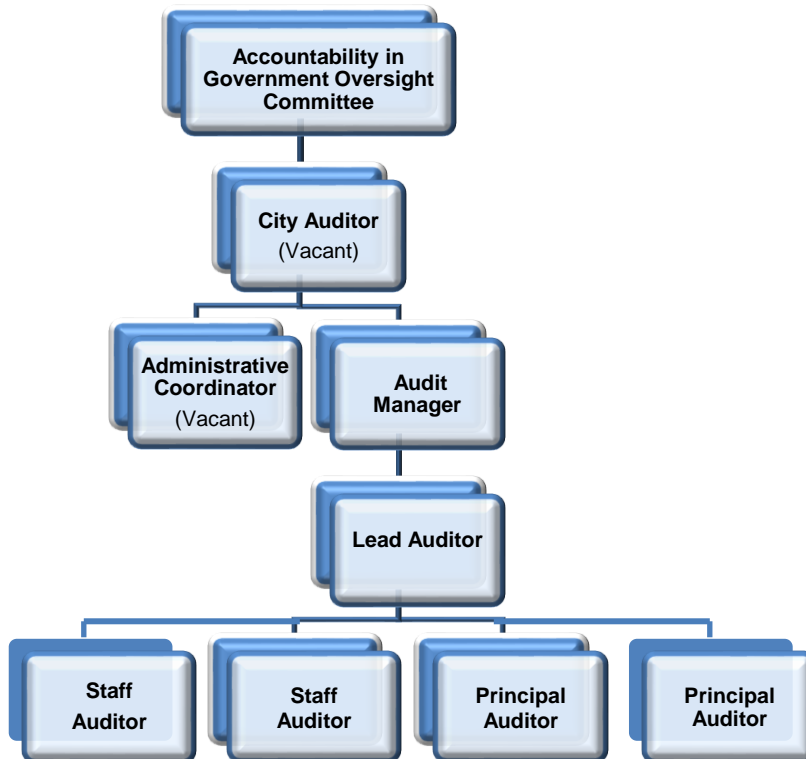 Accountability in
Government Oversight
Committee
City Auditor
(Vacant)
Administrative
Coordinator
(Vacant)
Audit
Manager
Lead Auditor
Staff
Auditor
Staff
Auditor
Principal
Auditor
Principal
Auditor